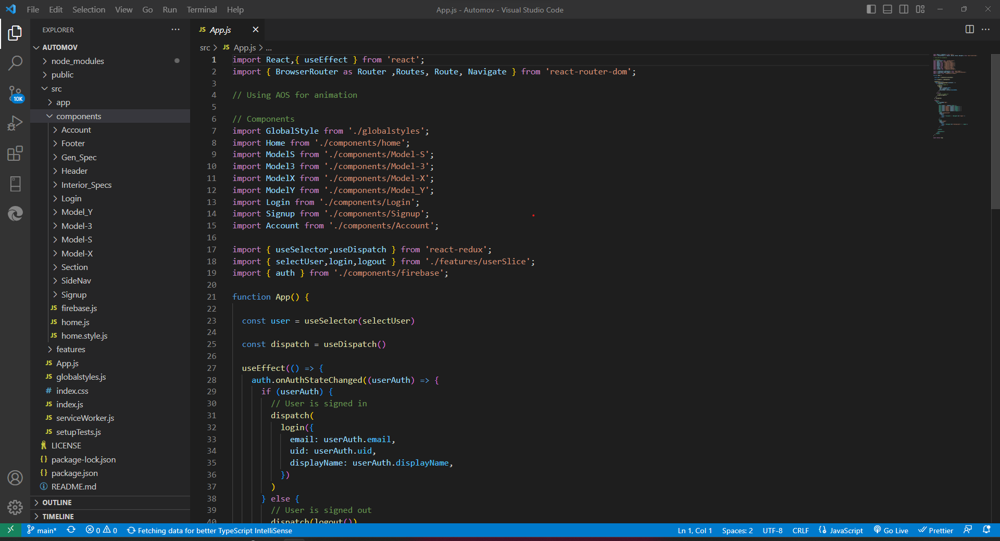 File Edit Selection View Go Run Terminal Help
App.js - Automov - Visual Studio Code
EXPLORER
AUTOMOV
node_modules
public
src
app
components
Account
Footer
Gen_Spec
Header
Interior_Specs
Login
Model_Y
Model-3
Model-S
Model-X
Section
SideNav
Signup
JS firebase.js
JS home.js
JS home.style.js
features
JS App.js
JS globalstyles.js
# index.css
JS index.js
JS serviceWorker.js
JS setupTests.js
LICENSE
{} package-lock.json
{} package.json
README.md
OUTLINE
TIMELINE
10K
JS App.js
src > JS App.js > ...
1 import React,{ useEffect } from 'react';
2 import { BrowserRouter as Router ,Routes, Route, Navigate } from 'react-router-dom';
3
4 // Using AOS for animation
5
6 // Components
7 import GlobalStyle from './globalstyles';
8 import Home from './components/home';
9 import ModelS from './components/Model-S';
10 import Model3 from './components/Model-3';
11 import ModelX from './components/Model-X';
12 import ModelY from './components/Model_Y';
13 import Login from './components/Login';
14 import Signup from './components/Signup';
15 import Account from './components/Account';
16
17 import { useSelector,useDispatch } from 'react-redux';
18 import { selectUser,login,logout } from './features/userSlice';
19 import { auth } from './components/firebase';
20
21 function App() {
22
23 const user = useSelector(selectUser)
24
25 const dispatch = useDispatch()
26
27 useEffect(() => {
28 auth.onAuthStateChanged((userAuth) => {
29 if (userAuth) {
30 // User is signed in
31 dispatch(
32 login({
33 email: userAuth.email,
34 uid: userAuth.uid,
35 displayName: userAuth.displayName,
36 })
37 )
38 } else {
39 // User is signed out
40 dispatch(logout())
main* 0 0 Fetching data for better TypeScript IntelliSense
Ln 1, Col 1 Spaces: 2 UTF-8 CRLF {} JavaScript Go Live Prettier